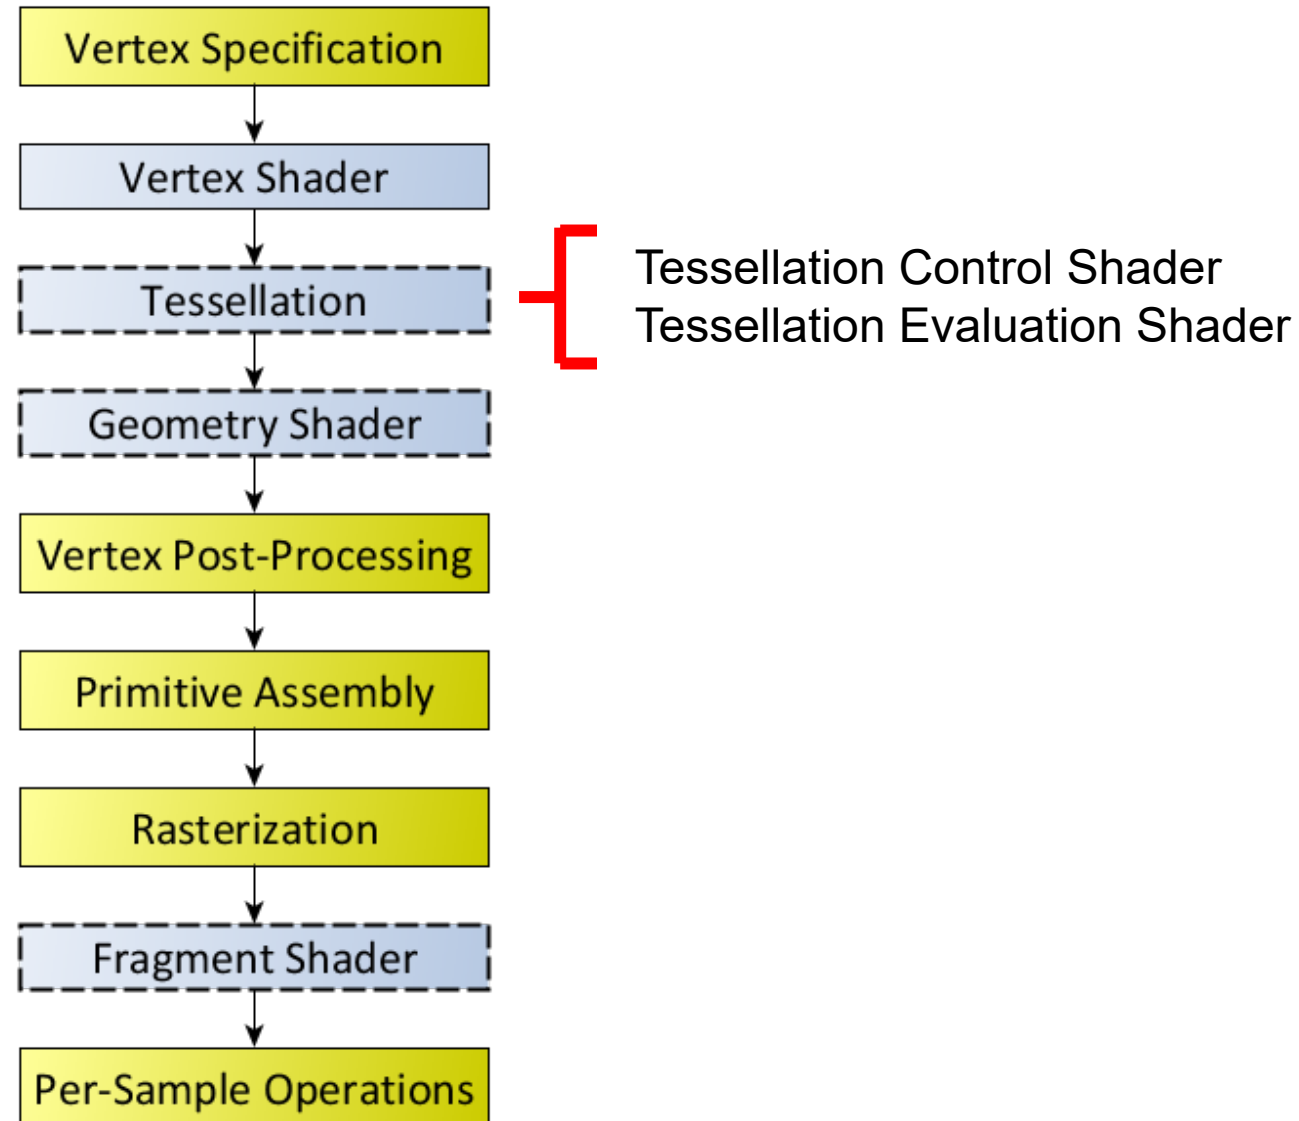 Vertex Specification
Vertex Shader
Tessellation
Tessellation Control Shader
Tessellation Evaluation Shader
Geometry Shader
Vertex Post-Processing
Primitive Assembly
Rasterization
Fragment Shader
Per-Sample Operations